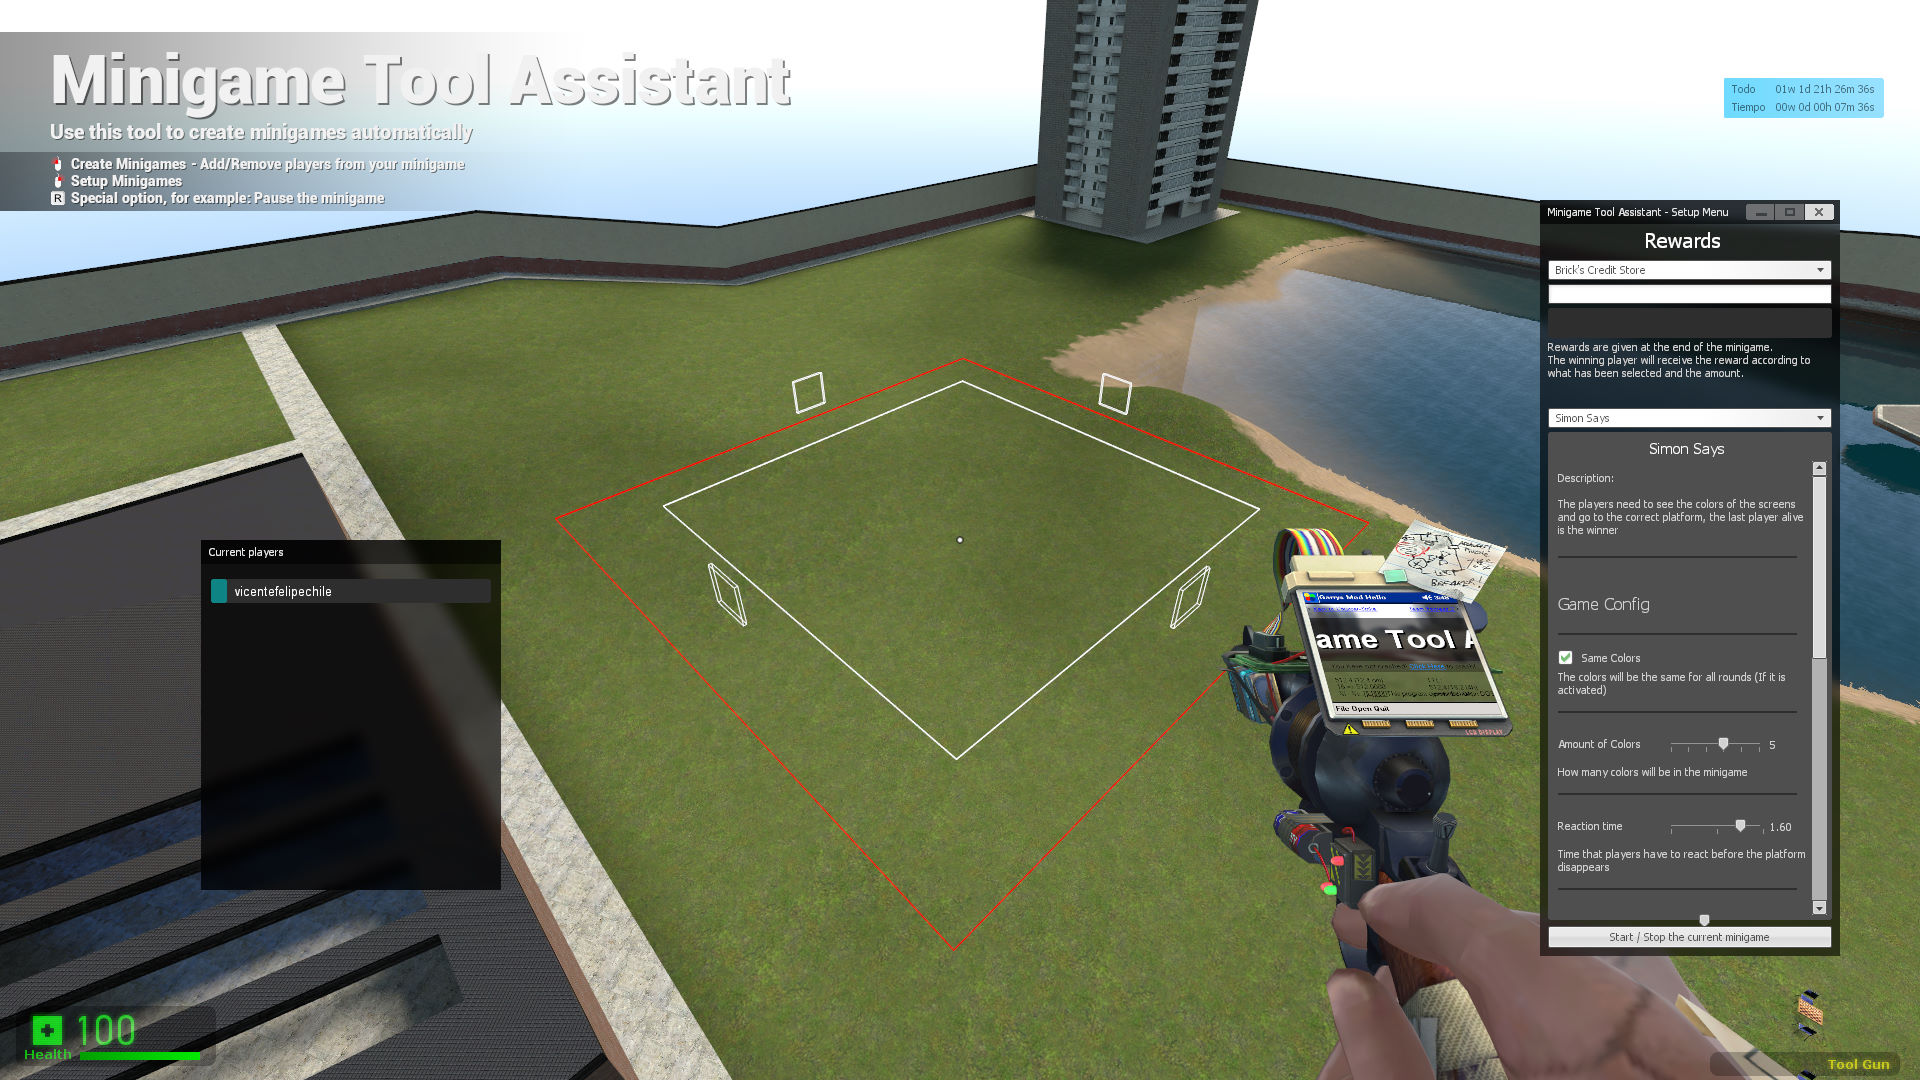 Minigame Tool Assistant
Use this tool to create minigames automatically
Create Minigames - Add/Remove players from your minigame
Setup Minigames
R Special option, for example: Pause the minigame
Todo 01w 1d 21h 26m 36s
Tiempo 00w 0d 00h 07m 36s
Minigame Tool Assistant - Setup Menu
Rewards
Brick's Credit Store
Rewards are given at the end of the minigame.
The winning player will receive the reward according to
what has been selected and the amount.
Simon Says
Simon Says
Description:
The players need to see the colors of the screens
and go to the correct platform, the last player alive
is the winner
Game Config
Same Colors
The colors will be the same for all rounds (If it is
activated)
Amount of Colors 5
How many colors will be in the minigame
Reaction time 1.60
Time that players have to react before the platform
disappears
Start / Stop the current minigame
Current players
vicentefelipechile
Garrys Mod Hello
ame Tool A
File Open Quit
LCD DISPLAY
100
Health
Tool Gun